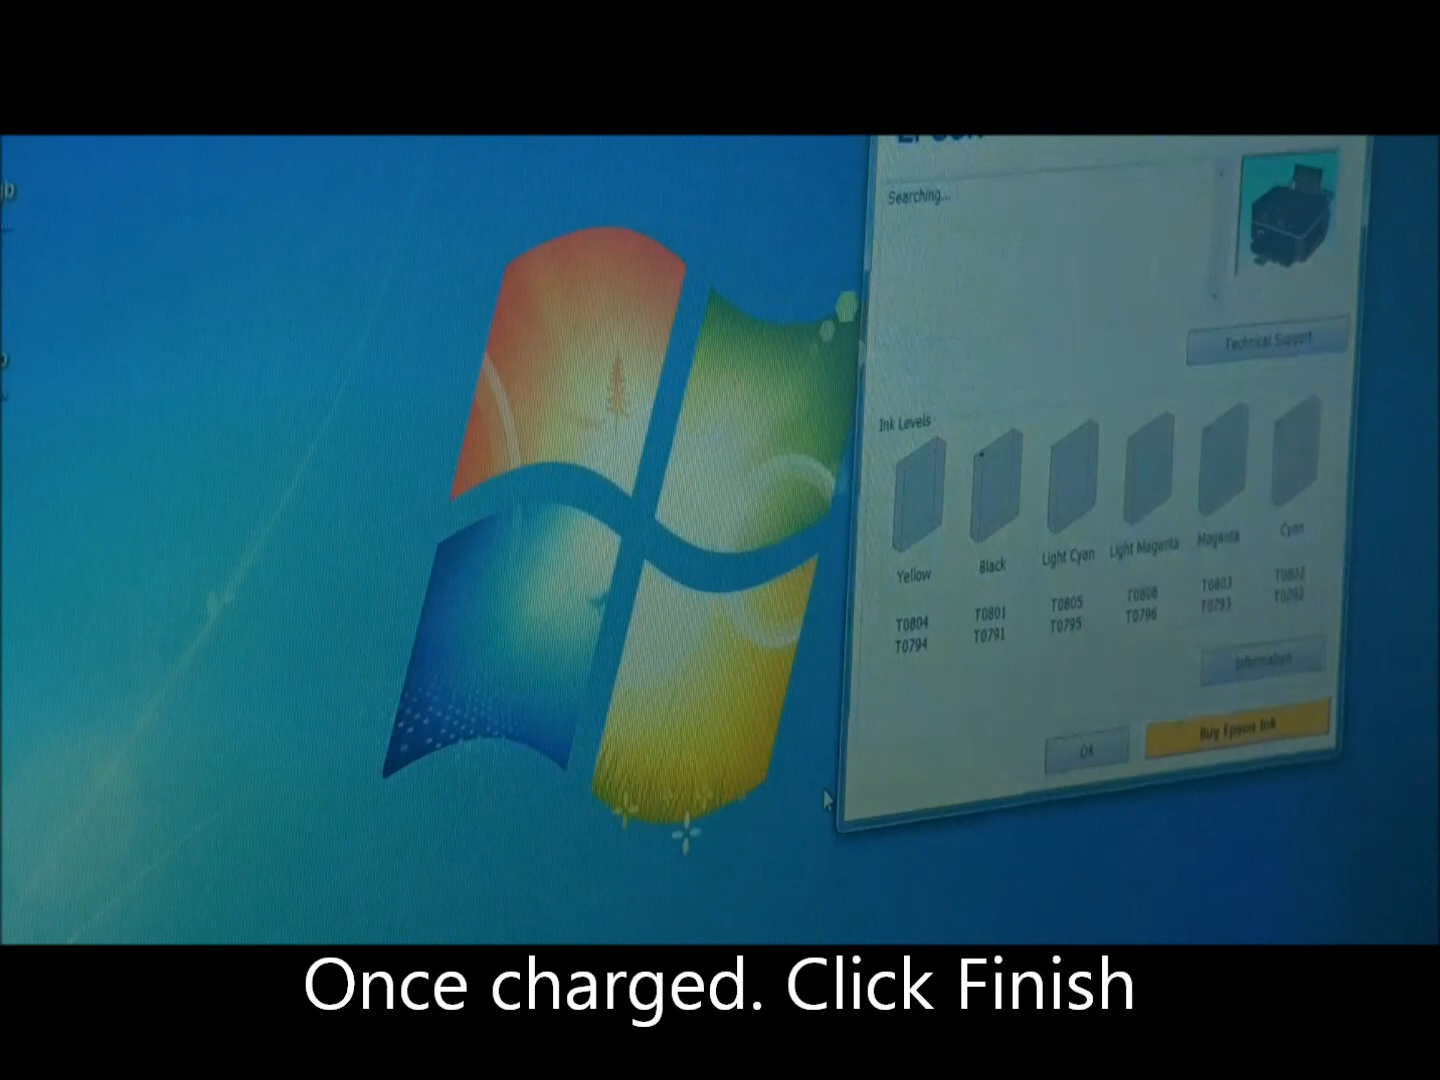 Searching...
Technical Support
Ink Levels
Yellow
Black
Light Cyan
Light Magenta
Magenta
Cyan
T0804
T0794
T0801
T0791
T0805
T0795
T0806
T0796
T0803
T0793
T0802
T0792
Information
OK
Buy Epson Ink
Once charged. Click Finish